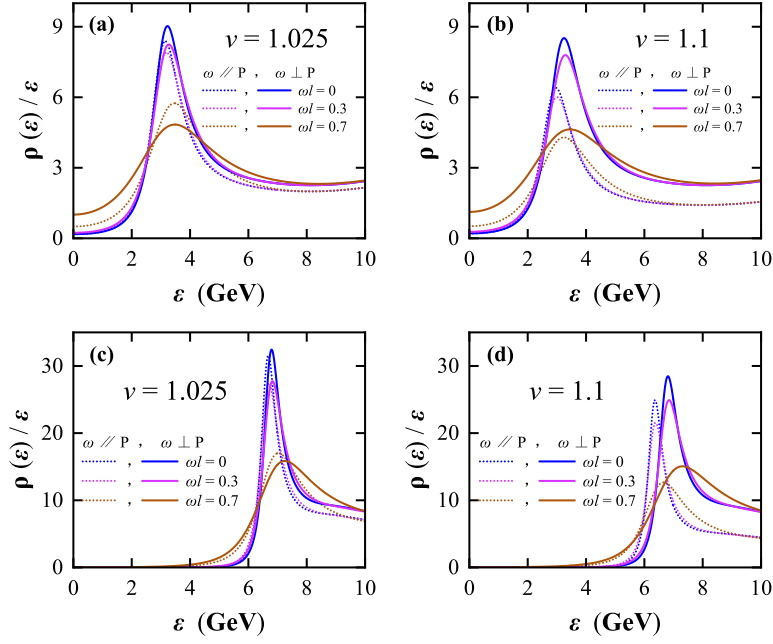 (a)
ν = 1.025
ω // P , ω ⊥ P
, ωl = 0
, ωl = 0.3
, ωl = 0.7
ρ (ε) / ε
9
6
3
0
0 2 4 6 8 10
ε (GeV)
(b)
ν = 1.1
ω // P , ω ⊥ P
, ωl = 0
, ωl = 0.3
, ωl = 0.7
ρ (ε) / ε
9
6
3
0
0 2 4 6 8 10
ε (GeV)
(c)
ν = 1.025
ω // P , ω ⊥ P
, ωl = 0
, ωl = 0.3
, ωl = 0.7
ρ (ε) / ε
30
20
10
0
0 2 4 6 8 10
ε (GeV)
(d)
ν = 1.1
ω // P , ω ⊥ P
, ωl = 0
, ωl = 0.3
, ωl = 0.7
ρ (ε) / ε
30
20
10
0
0 2 4 6 8 10
ε (GeV)